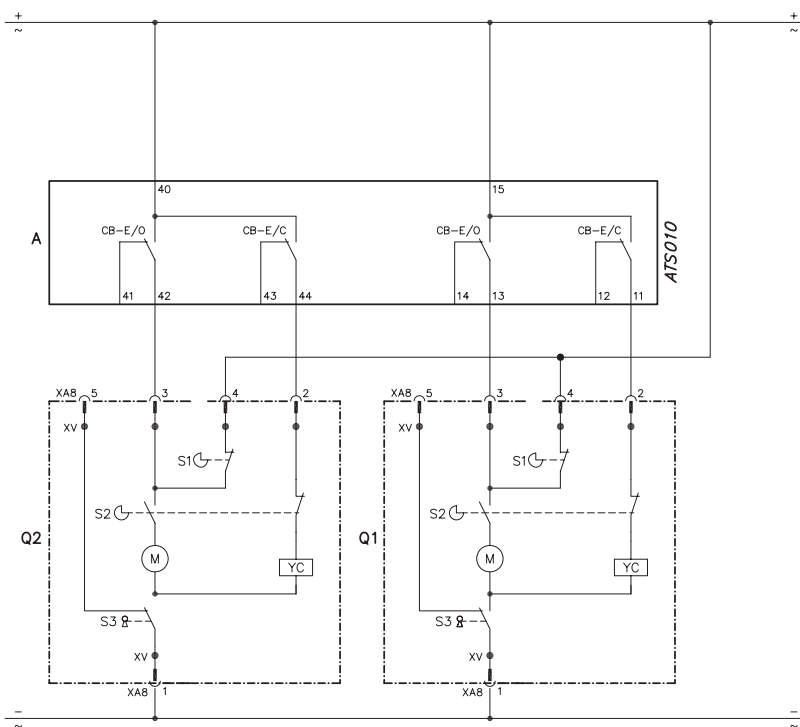 + +
~ ~
40 15
CB-E/O CB-E/C CB-E/O CB-E/C
A
ATS010
41 42 43 44 14 13 12 11
XA8 5 3 4 2 XA8 5 3 4 2
XV XV
S1 S1
S2 S2
Q2 Q1
M M
YC YC
S3 S3
XV XV
XA8 1 XA8 1
− −
~ ~